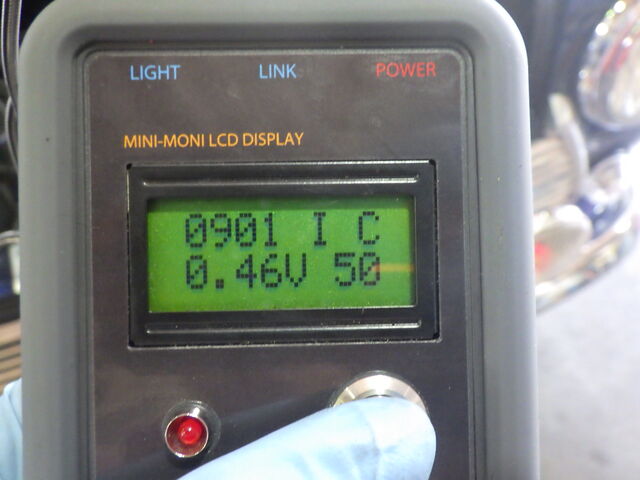 LIGHT LINK POWER
MINI-MONI LCD DISPLAY
0901 I C
0.46V 50